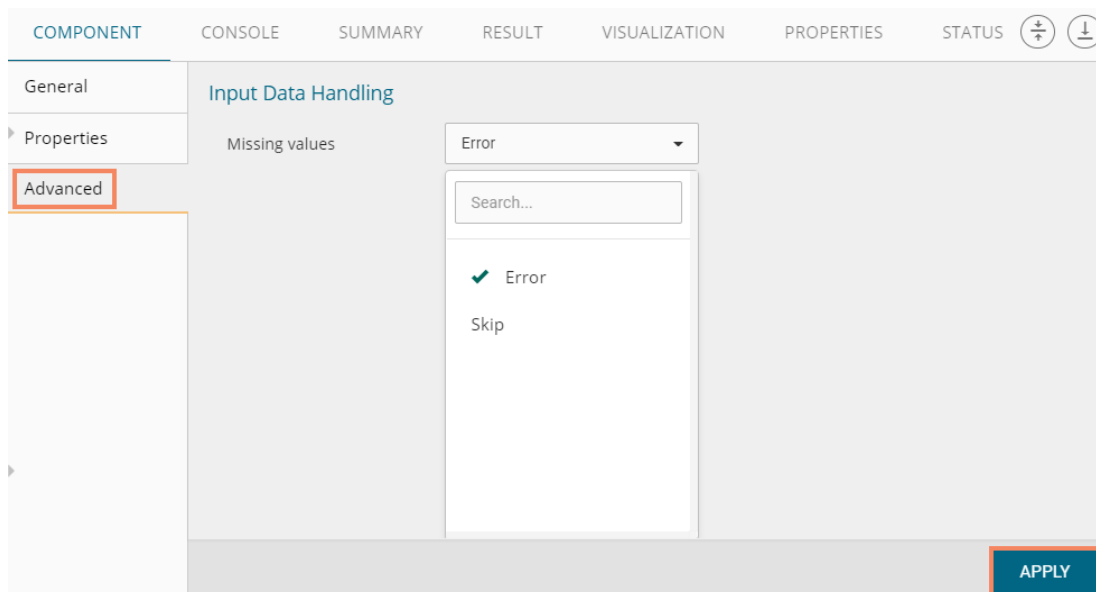 COMPONENT CONSOLE SUMMARY RESULT VISUALIZATION PROPERTIES STATUS
General
Input Data Handling
Properties
Missing values Error
Advanced
Search...
Error
Skip
APPLY